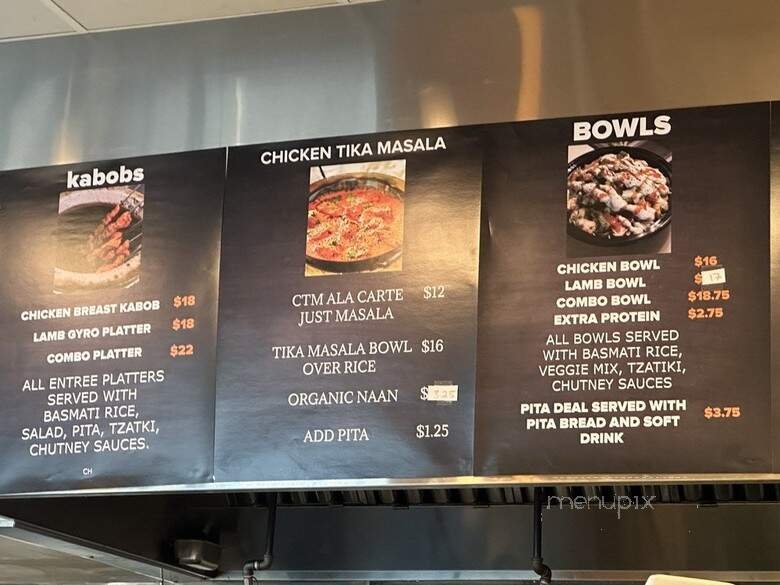 kabobs
CHICKEN BREAST KABOB $18
LAMB GYRO PLATTER $18
COMBO PLATTER $22
ALL ENTREE PLATTERS
SERVED WITH
BASMATI RICE,
SALAD, PITA, TZATKI,
CHUTNEY SAUCES.
CH
CHICKEN TIKA MASALA
CTM ALA CARTE $12
JUST MASALA
TIKA MASALA BOWL $16
OVER RICE
ORGANIC NAAN $
ADD PITA $1.25
BOWLS
CHICKEN BOWL $16
LAMB BOWL $17
COMBO BOWL $18.75
EXTRA PROTEIN $2.75
ALL BOWLS SERVED
WITH BASMATI RICE,
VEGGIE MIX, TZATIKI,
CHUTNEY SAUCES
PITA DEAL SERVED WITH
PITA BREAD AND SOFT $3.75
DRINK
menupix